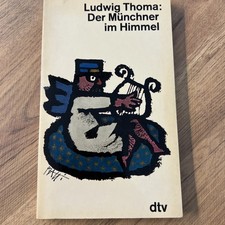 Ludwig Thoma:
Der Münchner
im Himmel
dtv